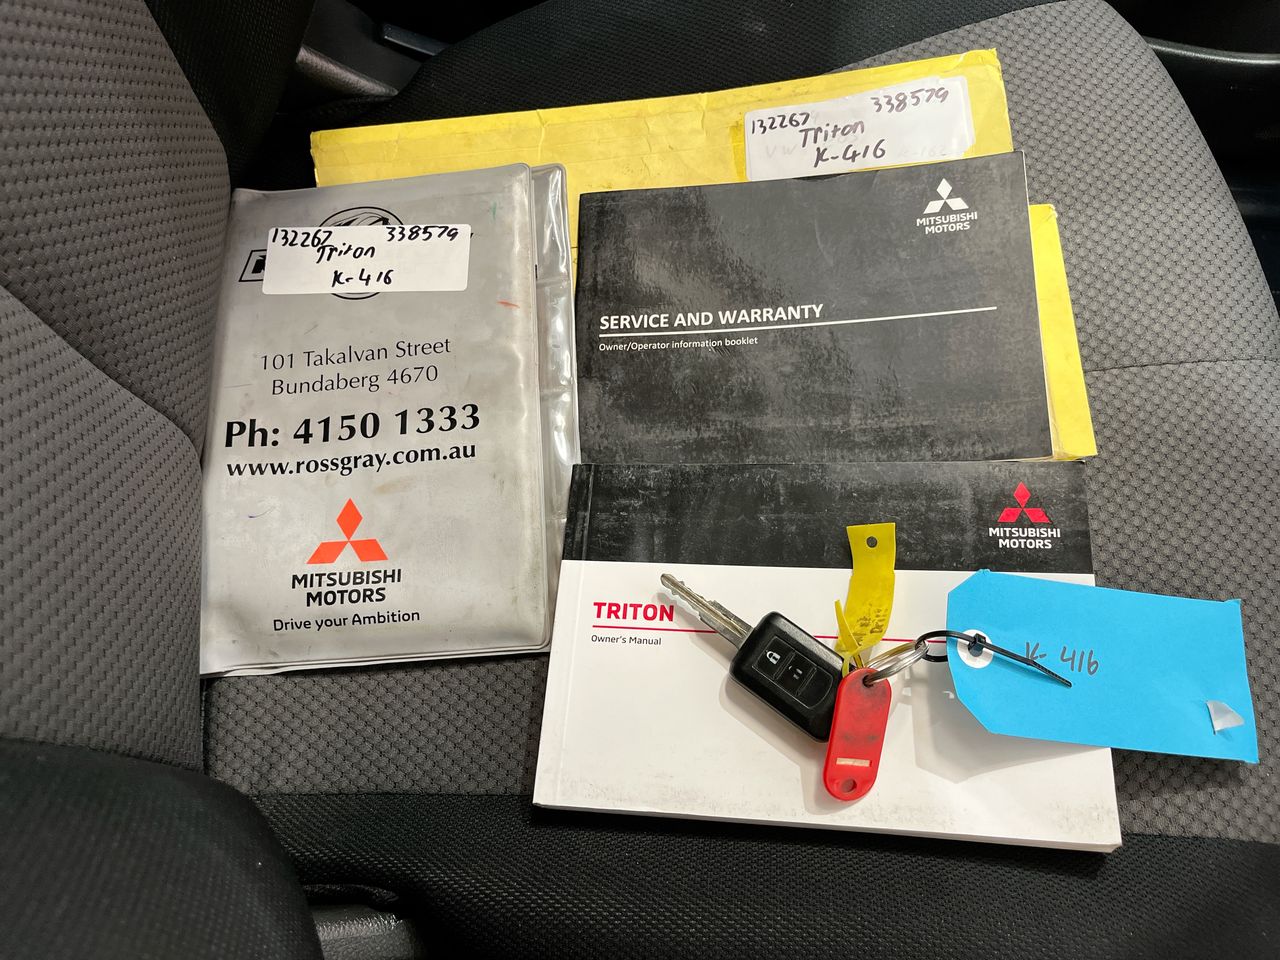 132267 338579
Triton
K-416
132267 338579
Triton
K-416
101 Takalvan Street
Bundaberg 4670
Ph: 4150 1333
www.rossgray.com.au
MITSUBISHI
MOTORS
Drive your Ambition
MITSUBISHI
MOTORS
SERVICE AND WARRANTY
Owner/Operator information booklet
MITSUBISHI
MOTORS
TRITON
Owner's Manual
K-416